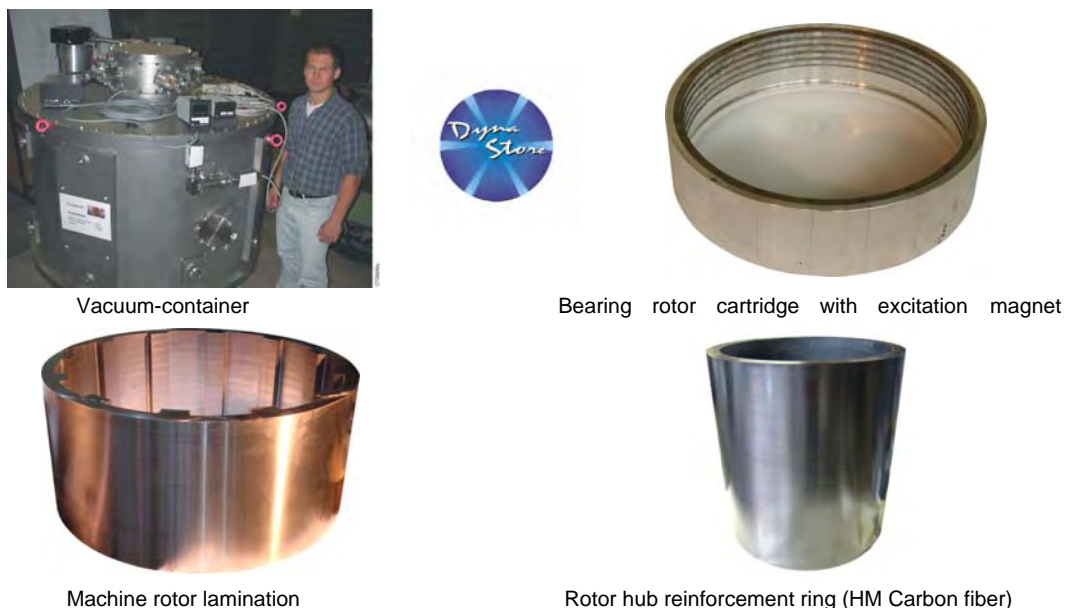 Dyna
Store
Vacuum-container
Bearing rotor cartridge with excitation magnet
Machine rotor lamination
Rotor hub reinforcement ring (HM Carbon fiber)